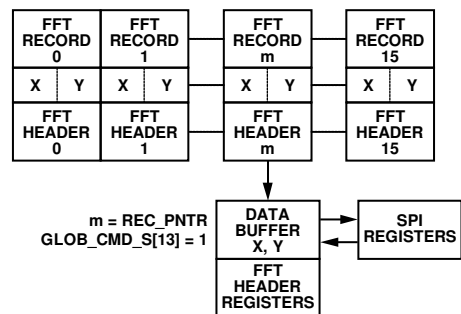 FFT RECORD 0
FFT RECORD 1
FFT RECORD m
FFT RECORD 15
X Y X Y X Y X Y
FFT HEADER 0
FFT HEADER 1
FFT HEADER m
FFT HEADER 15
m = REC_PNTR
GLOB_CMD_S[13] = 1
DATA
BUFFER
X, Y
SPI
REGISTERS
FFT
HEADER
REGISTERS